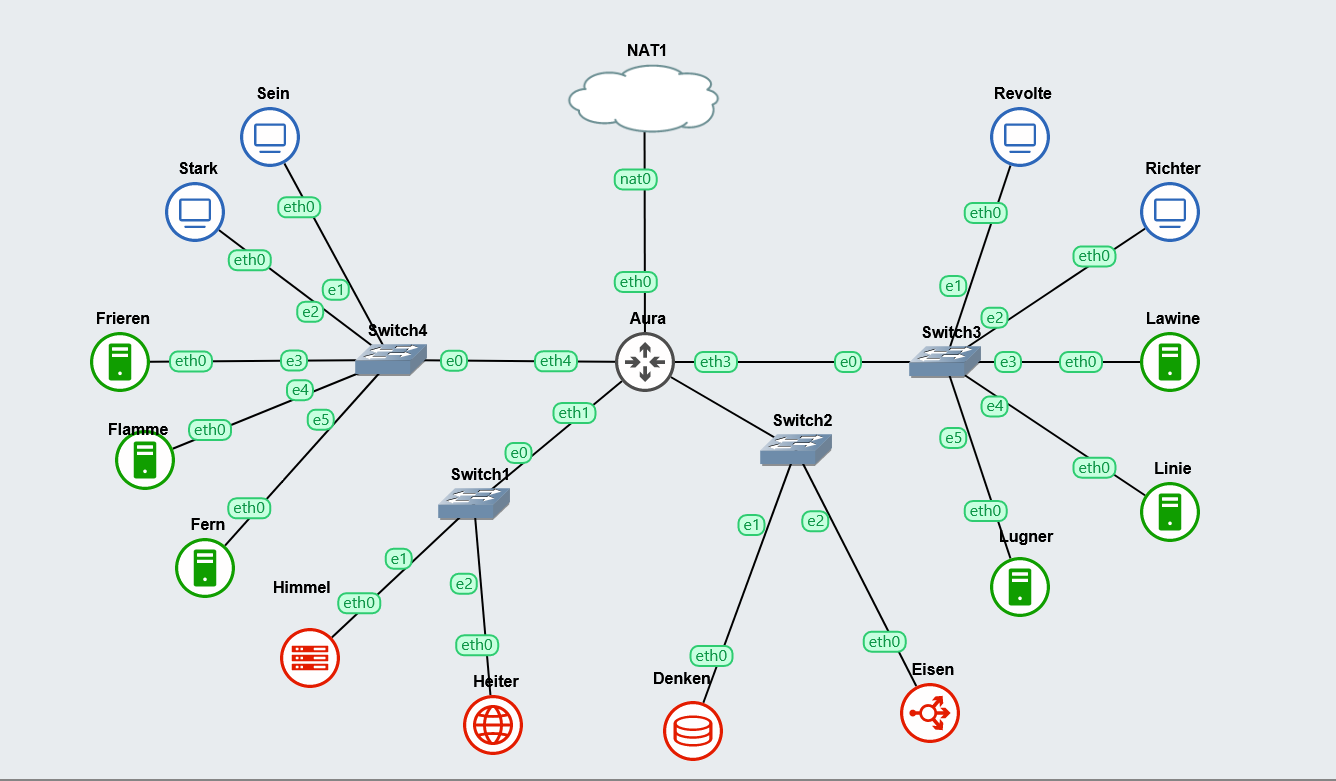 NAT1
Sein
Revolte
Stark
Richter
nat0
eth0
eth0
eth0
eth0
eth0
e1
e2
e1
e2
Frieren
Aura
Lawine
Switch4
Switch3
eth0
e3
e0
eth4
eth3
e0
e3
eth0
e4
e5
eth0
Flamme
eth1
e0
Switch1
Switch2
e4
e5
eth0
Linie
eth0
Fern
eth0
Lugner
e1
e2
e1
e2
Himmel
eth0
eth0
Heiter
eth0
Denken
eth0
Eisen